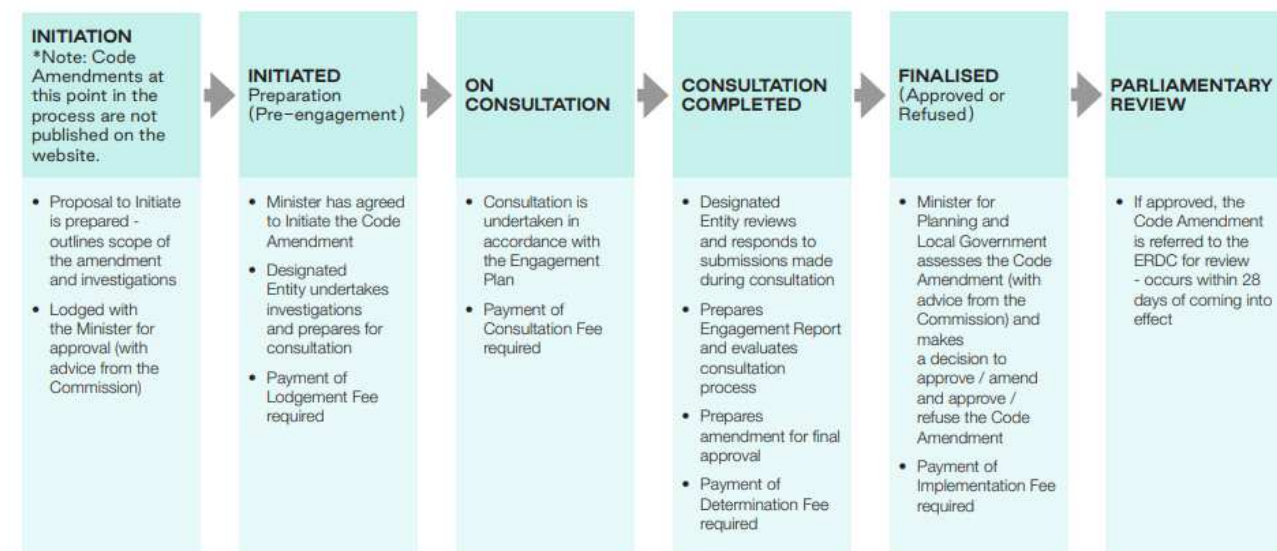 INITIATION
*Note: Code
Amendments at
this point in the
process are not
published on the
website.
• Proposal to Initiate
is prepared -
outlines scope of
the amendment
and investigations
• Lodged with
the Minister for
approval (with
advice from the
Commission)
INITIATED
Preparation
(Pre-engagement)
• Minister has agreed
to Initiate the Code
Amendment
• Designated
Entity undertakes
investigations
and prepares for
consultation
• Payment of
Lodgement Fee
required
ON
CONSULTATION
• Consultation is
undertaken in
accordance with
the Engagement
Plan
• Payment of
Consultation Fee
required
CONSULTATION
COMPLETED
• Designated
Entity reviews
and responds to
submissions made
during consultation
• Prepares
Engagement Report
and evaluates
consultation
process
• Prepares
amendment for final
approval
• Payment of
Determination Fee
required
FINALISED
(Approved or
Refused)
• Minister for
Planning and
Local Government
assesses the Code
Amendment (with
advice from the
Commission) and
makes
a decision to
approve / amend
and approve /
refuse the Code
Amendment
• Payment of
Implementation Fee
required
PARLIAMENTARY
REVIEW
• If approved, the
Code Amendment
is referred to the
ERDC for review
- occurs within 28
days of coming into
effect